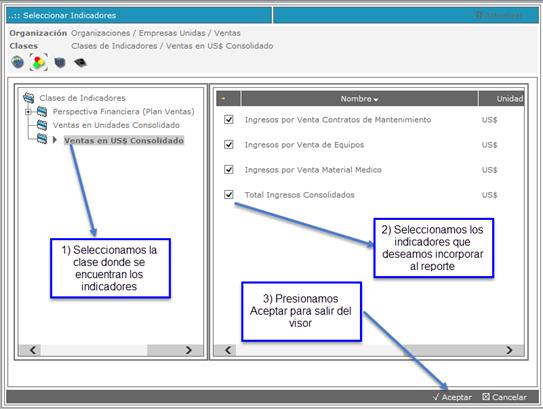 ..:: Seleccionar Indicadores
Actualizar
Organización Organizaciones / Empresas Unidas / Ventas
Clases Clases de Indicadores / Ventas en US$ Consolidado
Clases de Indicadores
Perspectiva Financiera (Plan Ventas)
Ventas en Unidades Consolidado
Ventas en US$ Consolidado
Nombre Unidad
Ingresos por Venta Contratos de Mantenimiento US$
Ingresos por Venta de Equipos US$
Ingresos por Venta Material Medico US$
Total Ingresos Consolidados US$
1) Seleccionamos la
clase donde se
encuentran los
indicadores
2) Seleccionamos los
indicadores que
deseamos incorporar
al reporte
3) Presionamos
Aceptar para salir del
visor
Aceptar Cancelar